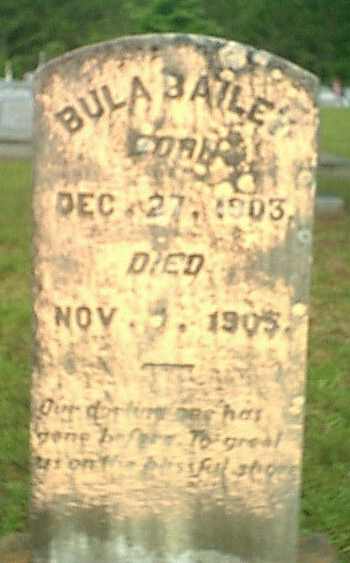 BULA BAILEY
BORN
DEC. 27. 1903.
DIED
NOV. . 1905.
Our darling one has
gone before. To greet
us on the blissful shore